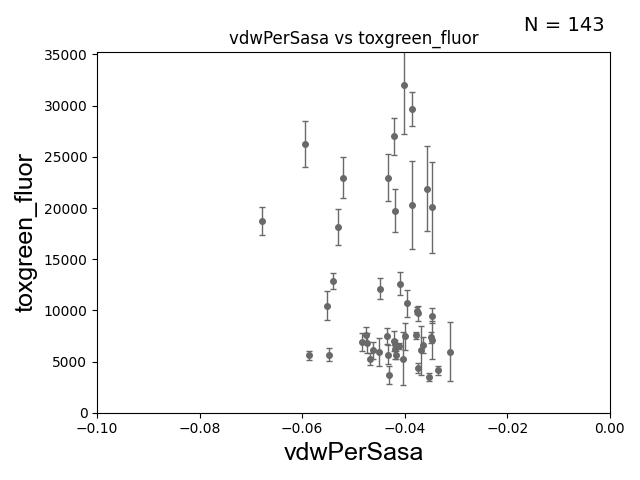 N = 143
vdwPerSasa vs toxgreen_fluor
35000
30000
25000
20000
15000
10000
5000
0
toxgreen_fluor
−0.10 −0.08 −0.06 −0.04 −0.02 0.00
vdwPerSasa